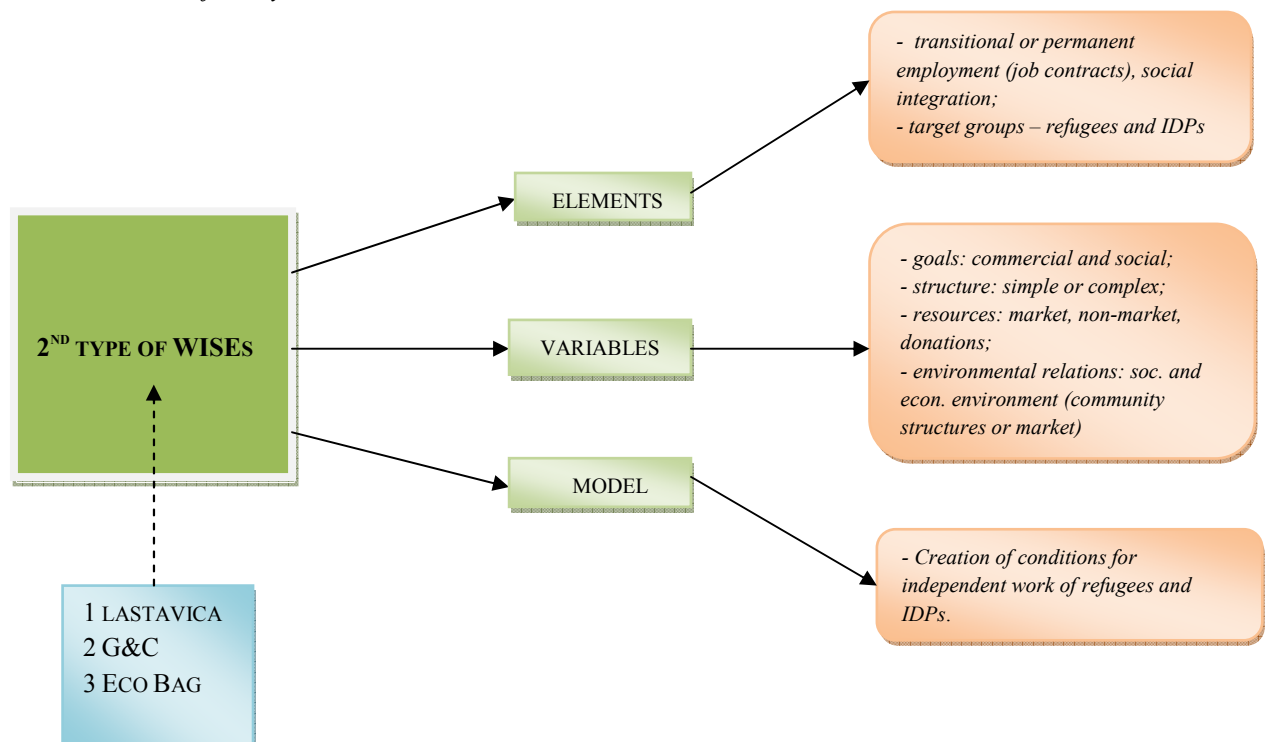 - transitional or permanent
employment (job contracts), social
integration;
- target groups – refugees and IDPs
ELEMENTS
- goals: commercial and social;
- structure: simple or complex;
- resources: market, non-market,
donations;
- environmental relations: soc. and
econ. environment (community
structures or market)
2ND TYPE OF WISES
VARIABLES
MODEL
- Creation of conditions for
independent work of refugees and
IDPs.
1 LASTAVICA
2 G&C
3 ECO BAG